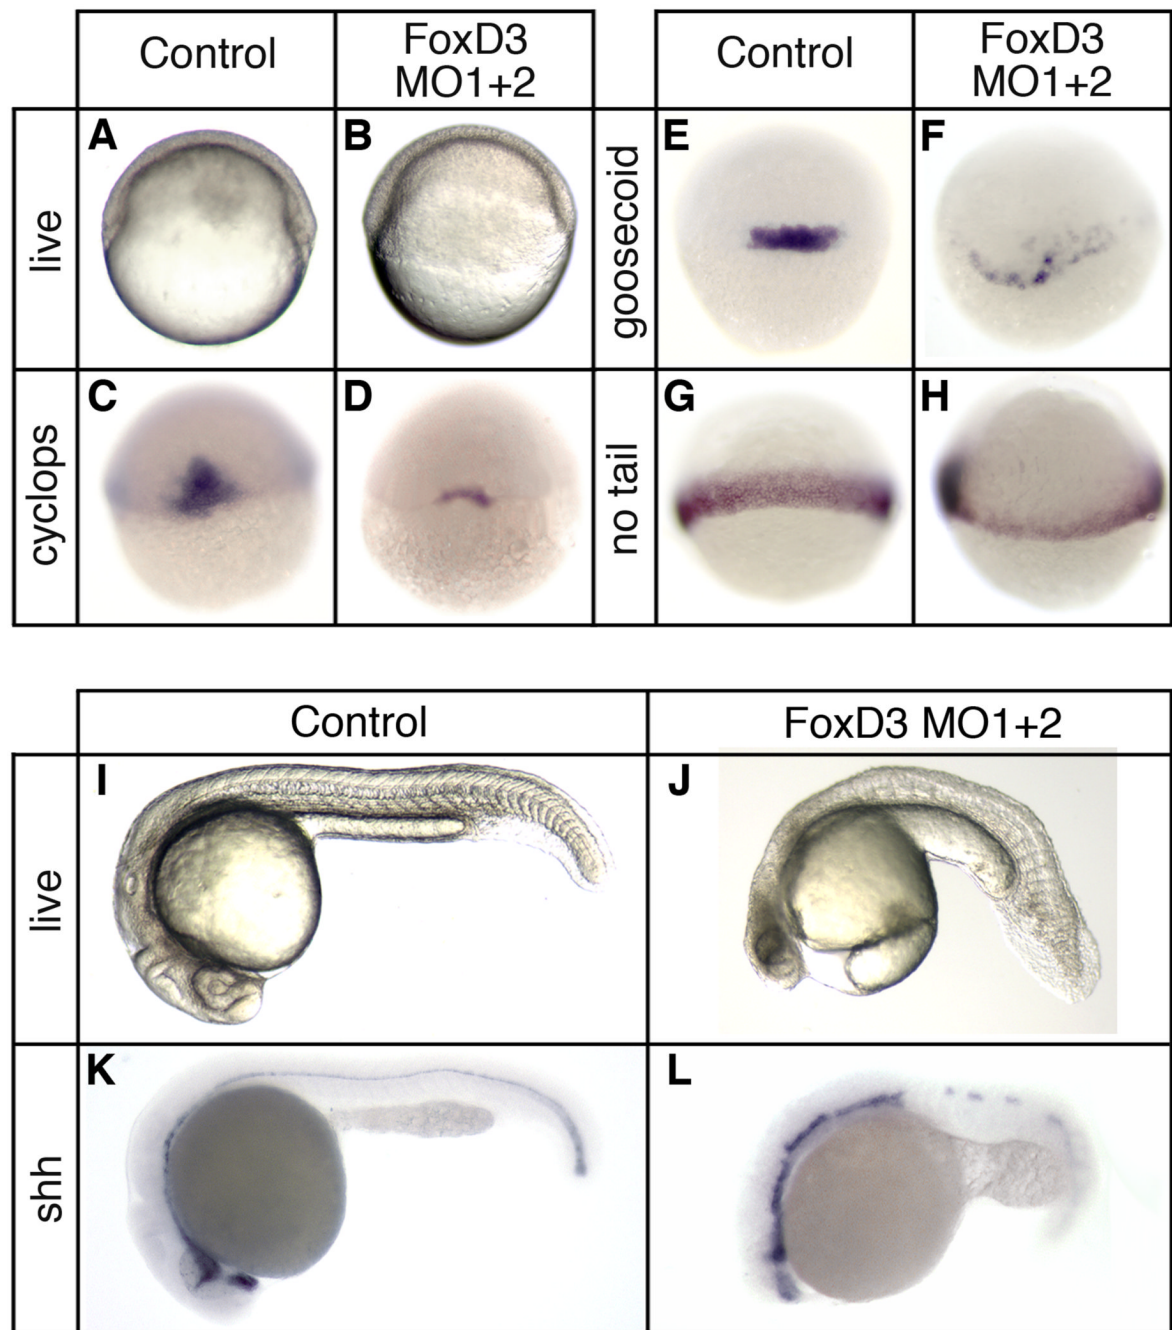 Control
FoxD3
MO1+2
Control
FoxD3
MO1+2
live
A
B
goosecoid
E
F
cyclops
C
D
no tail
G
H
Control
FoxD3 MO1+2
live
I
J
shh
K
L